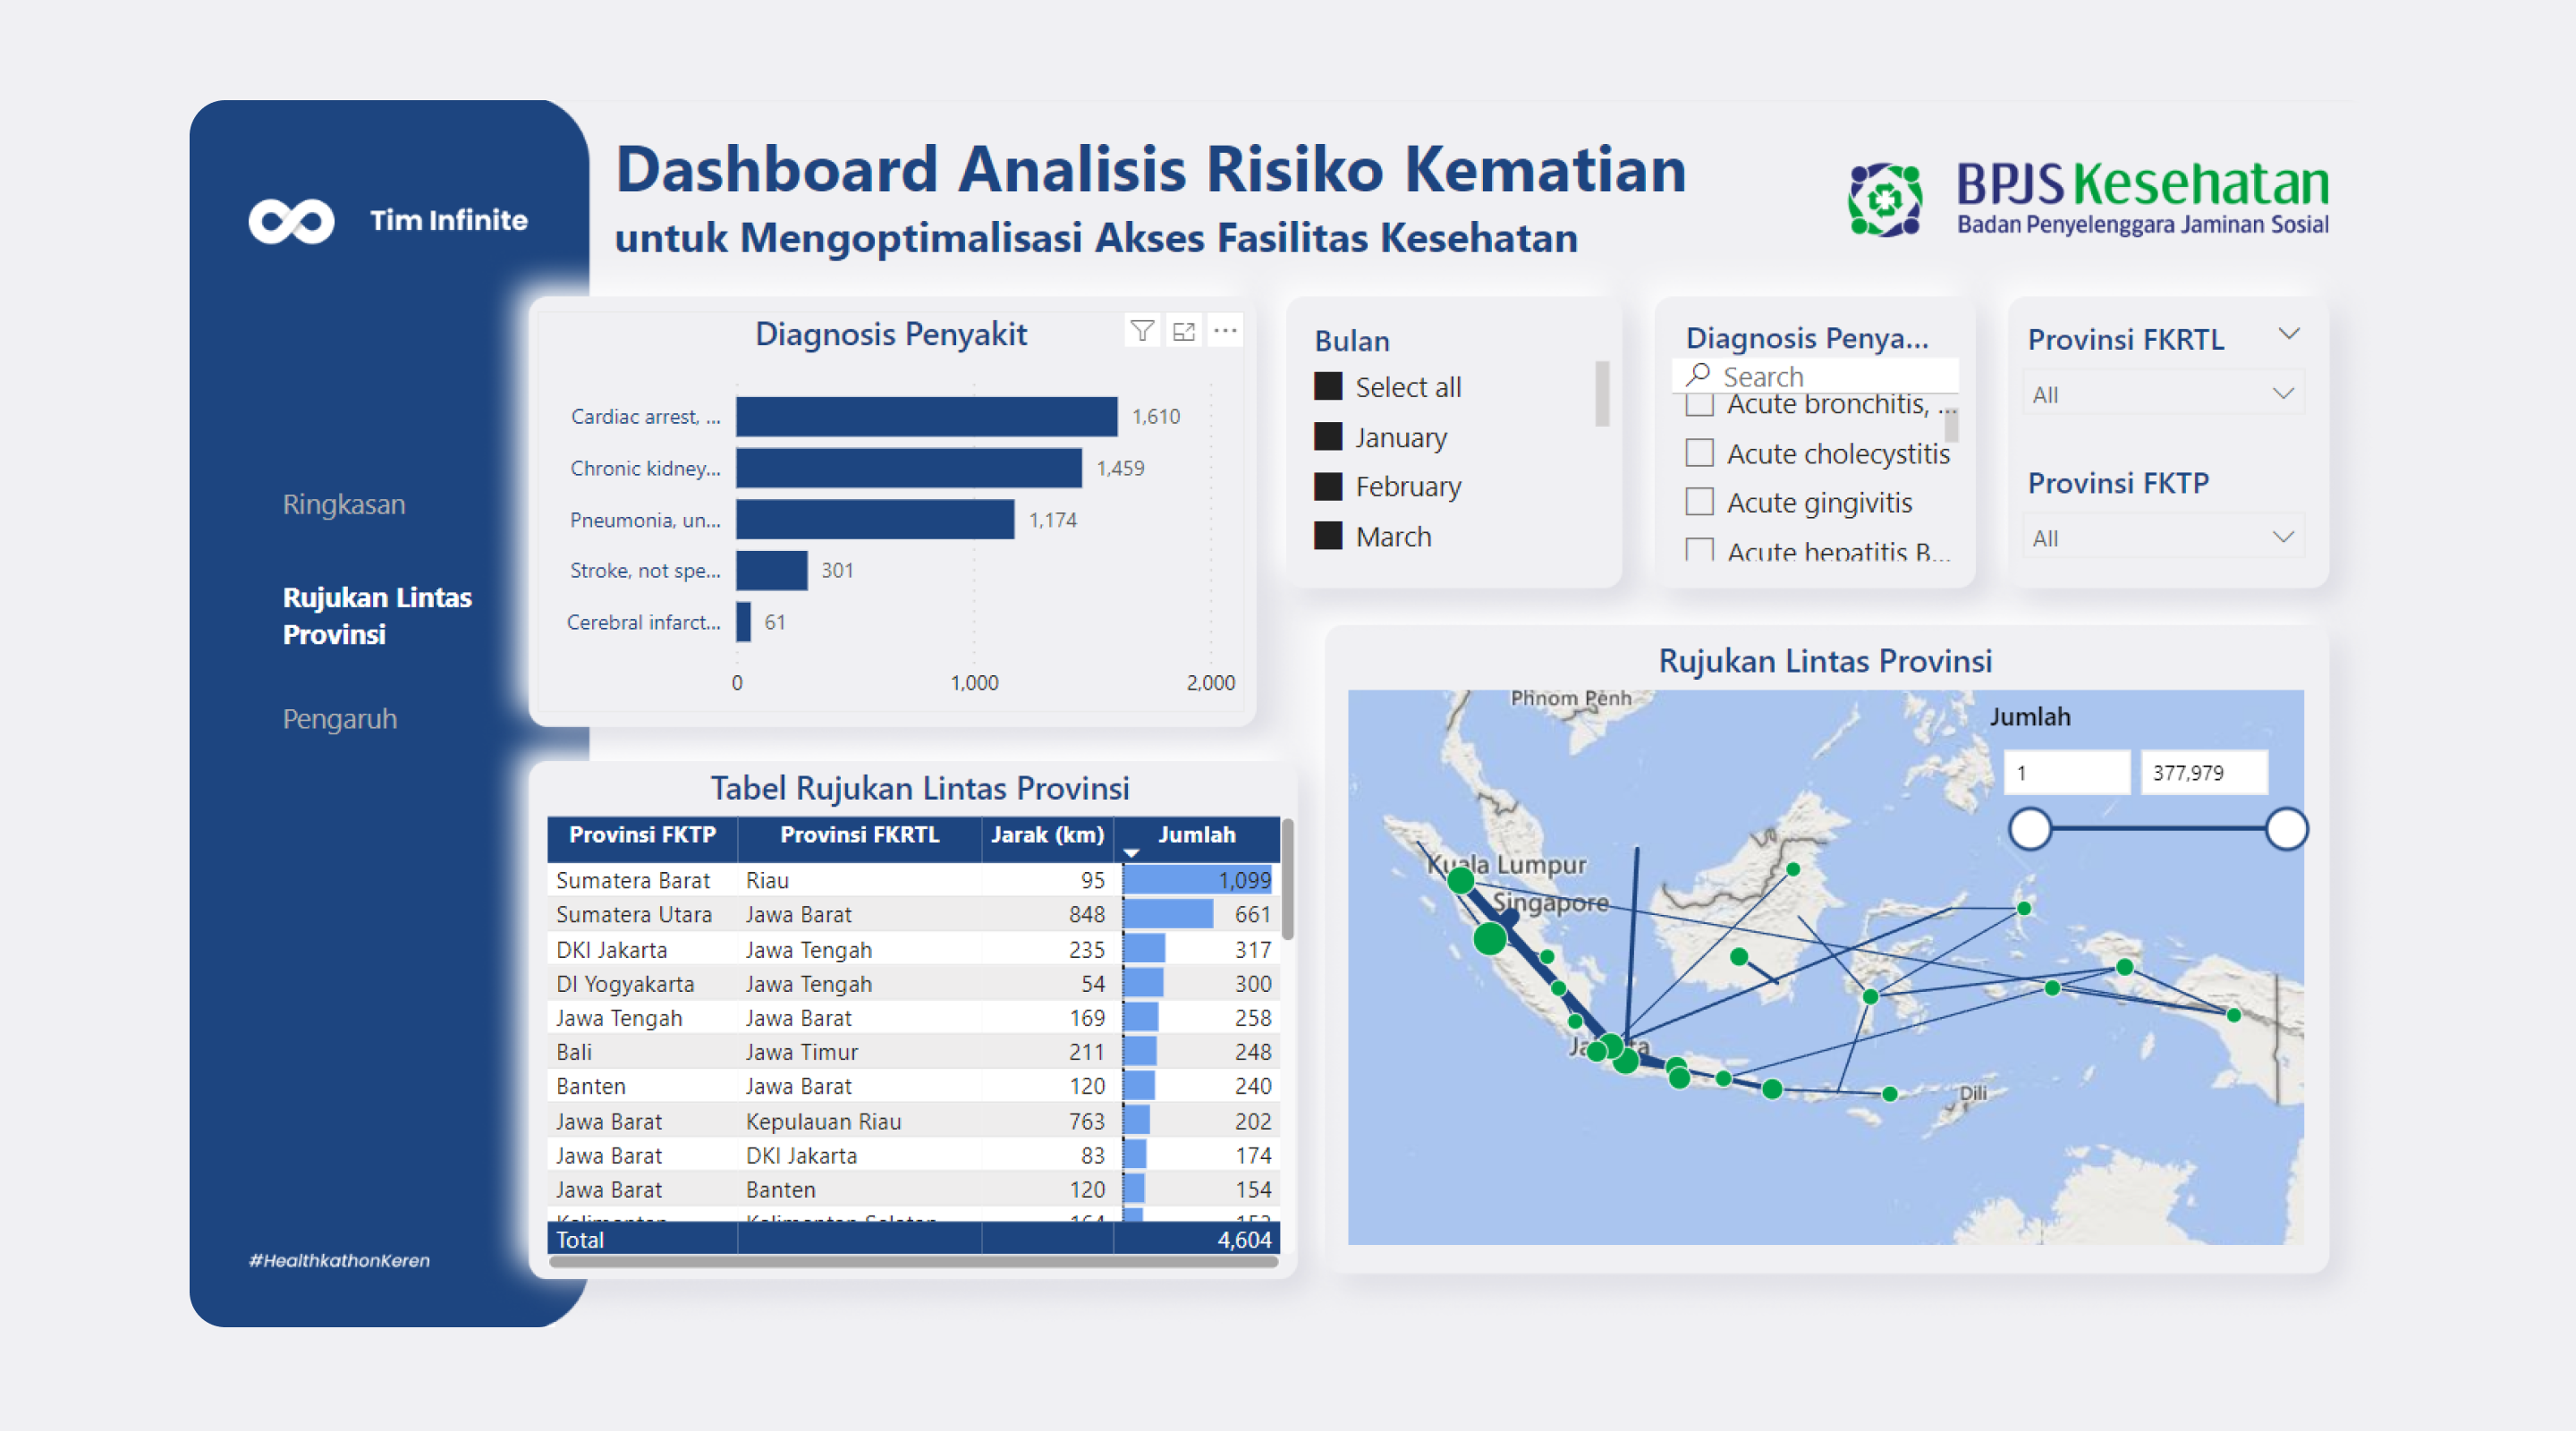 Tim Infinite
Ringkasan
Rujukan Lintas
Provinsi
Pengaruh
#HealthkathonKeren
Dashboard Analisis Risiko Kematian
untuk Mengoptimalisasi Akses Fasilitas Kesehatan
BPJS Kesehatan
Badan Penyelenggara Jaminan Sosial
Diagnosis Penyakit
Cardiac arrest, ... 1,610
Chronic kidney... 1,459
Pneumonia, un... 1,174
Stroke, not spe... 301
Cerebral infarct... 61
0 1,000 2,000
Bulan
Select all
January
February
March
Diagnosis Penya...
Search
Acute bronchitis, ...
Acute cholecystitis
Acute gingivitis
Acute hepatitis B...
Provinsi FKRTL
All
Provinsi FKTP
All
Tabel Rujukan Lintas Provinsi
Provinsi FKTP Provinsi FKRTL Jarak (km) Jumlah
Sumatera Barat Riau 95 1,099
Sumatera Utara Jawa Barat 848 661
DKI Jakarta Jawa Tengah 235 317
DI Yogyakarta Jawa Tengah 54 300
Jawa Tengah Jawa Barat 169 258
Bali Jawa Timur 211 248
Banten Jawa Barat 120 240
Jawa Barat Kepulauan Riau 763 202
Jawa Barat DKI Jakarta 83 174
Jawa Barat Banten 120 154
Total 4,604
Rujukan Lintas Provinsi
Phnom Penh
Jumlah
1 377,979
Kuala Lumpur
Singapore
Dili